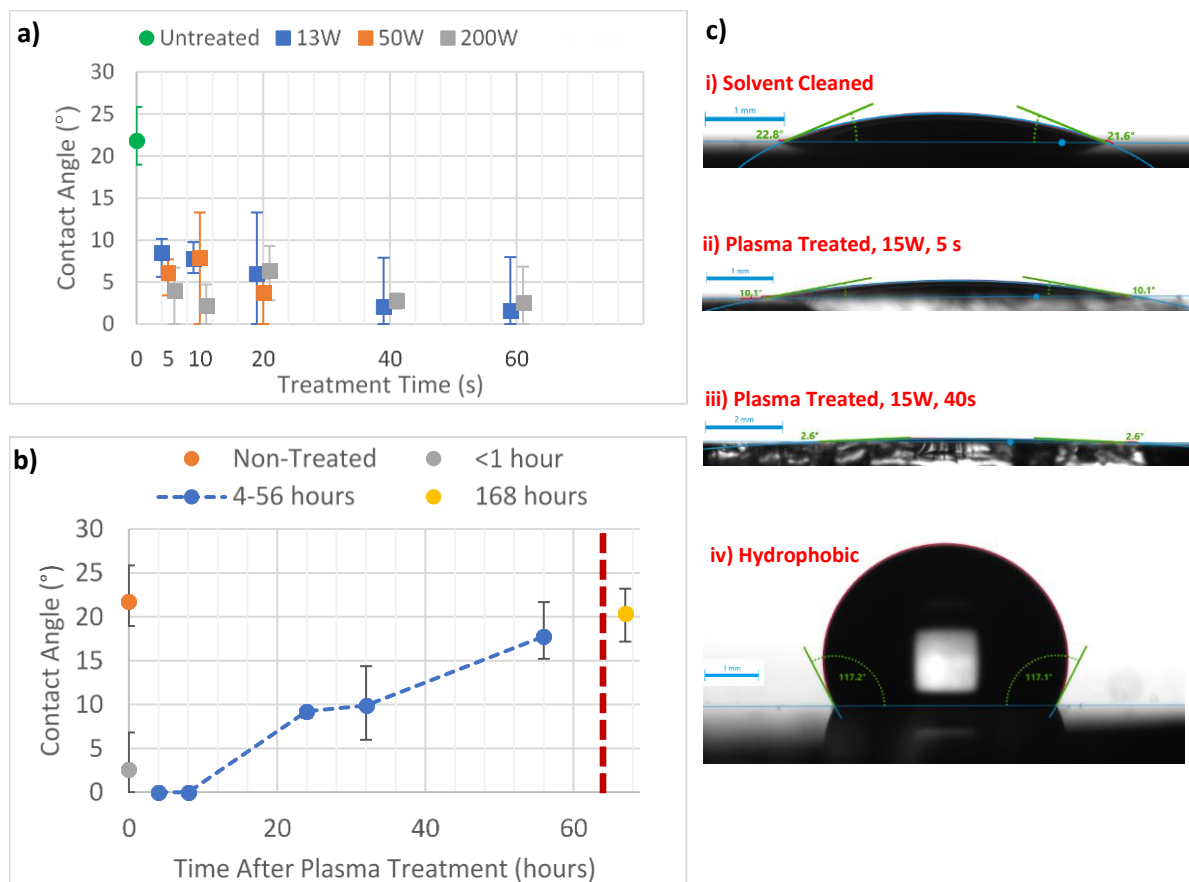 a)
Untreated 13W 50W 200W
30
25
20
15
10
5
0
Contact Angle (°)
0 5 10 20 40 60
Treatment Time (s)
b)
Non-Treated <1 hour
4-56 hours 168 hours
30
25
20
15
10
5
0
Contact Angle (°)
0 20 40 60
Time After Plasma Treatment (hours)
c)
i) Solvent Cleaned
1 mm
22.8° 21.6°
ii) Plasma Treated, 15W, 5 s
1 mm
10.1° 10.1°
iii) Plasma Treated, 15W, 40s
2 mm
2.6° 2.6°
iv) Hydrophobic
1 mm
117.2° 117.1°